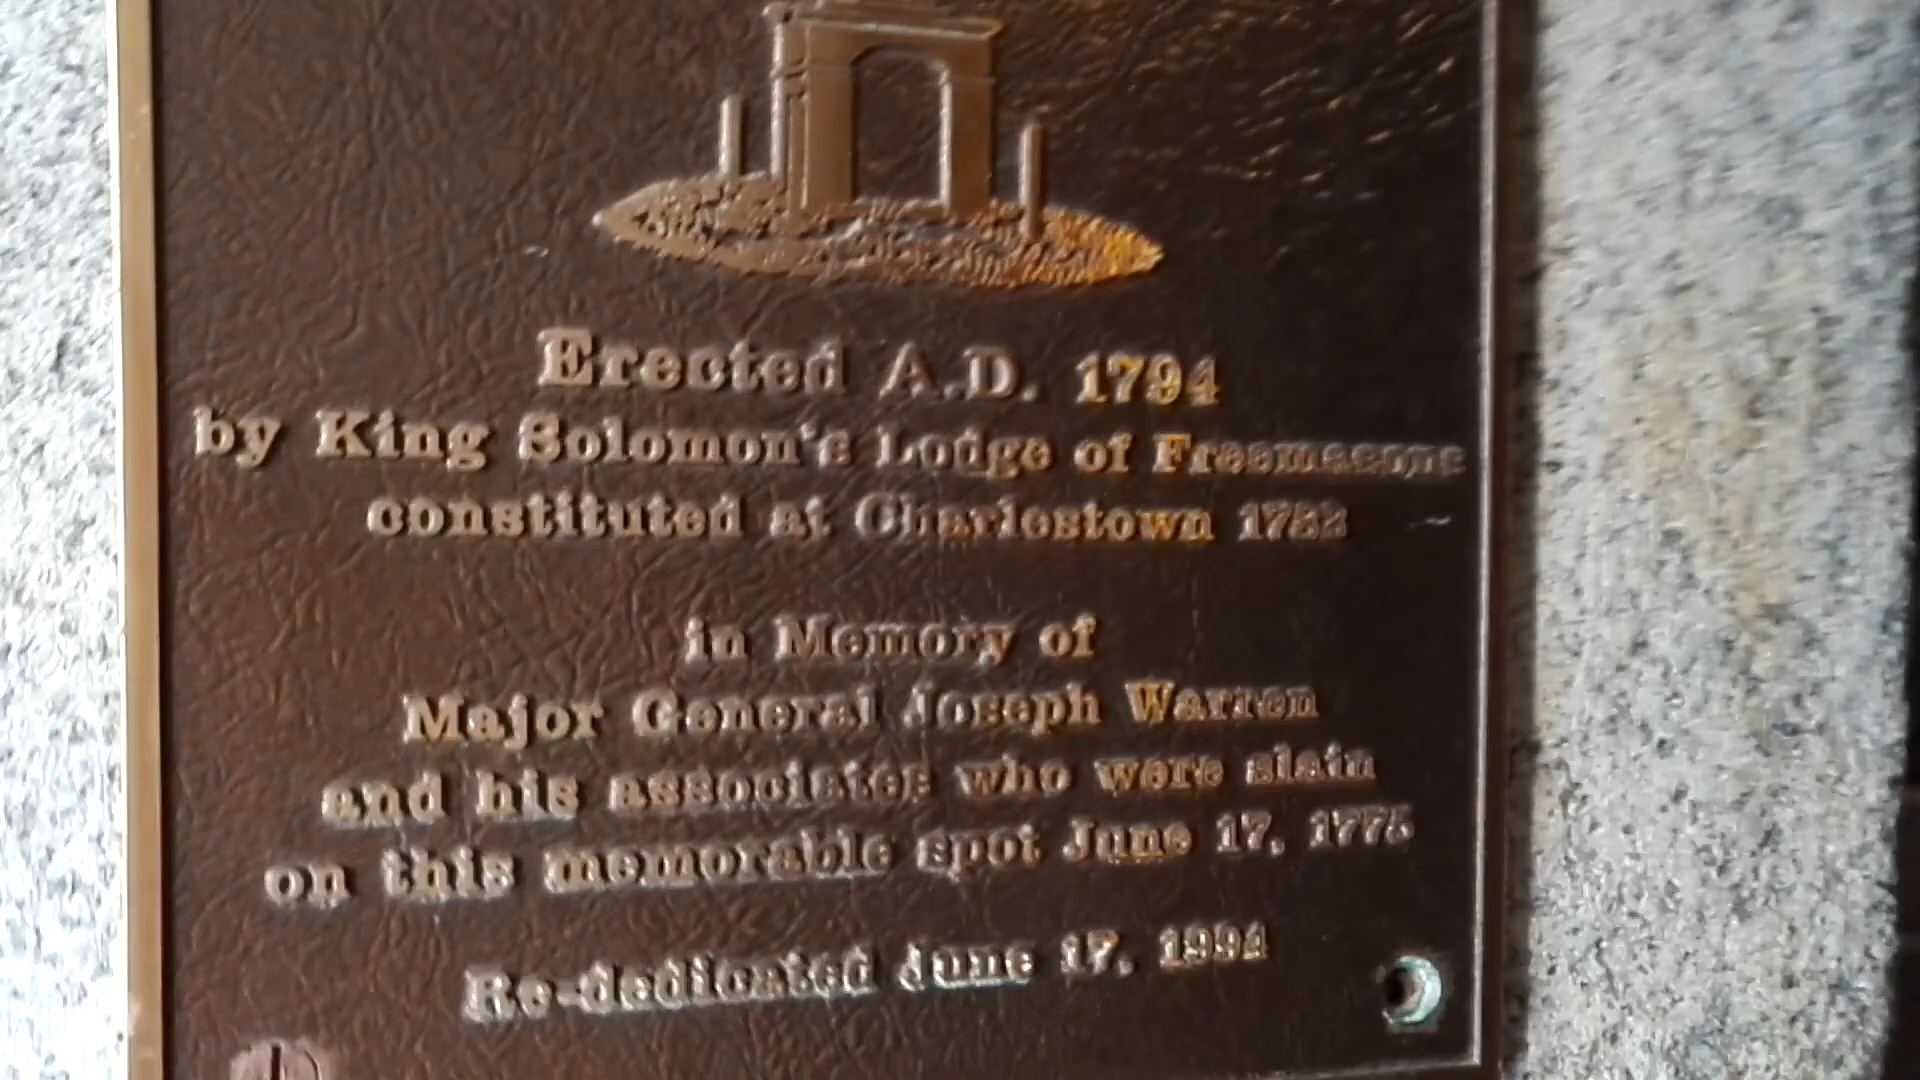 Erected A.D. 1794
by King Solomon's Lodge of Freemasons
constituted at Charlestown 1783
in Memory of
Major General Joseph Warren
and his associates who were slain
on this memorable spot June 17, 1775
Re-dedicated June 17, 1994